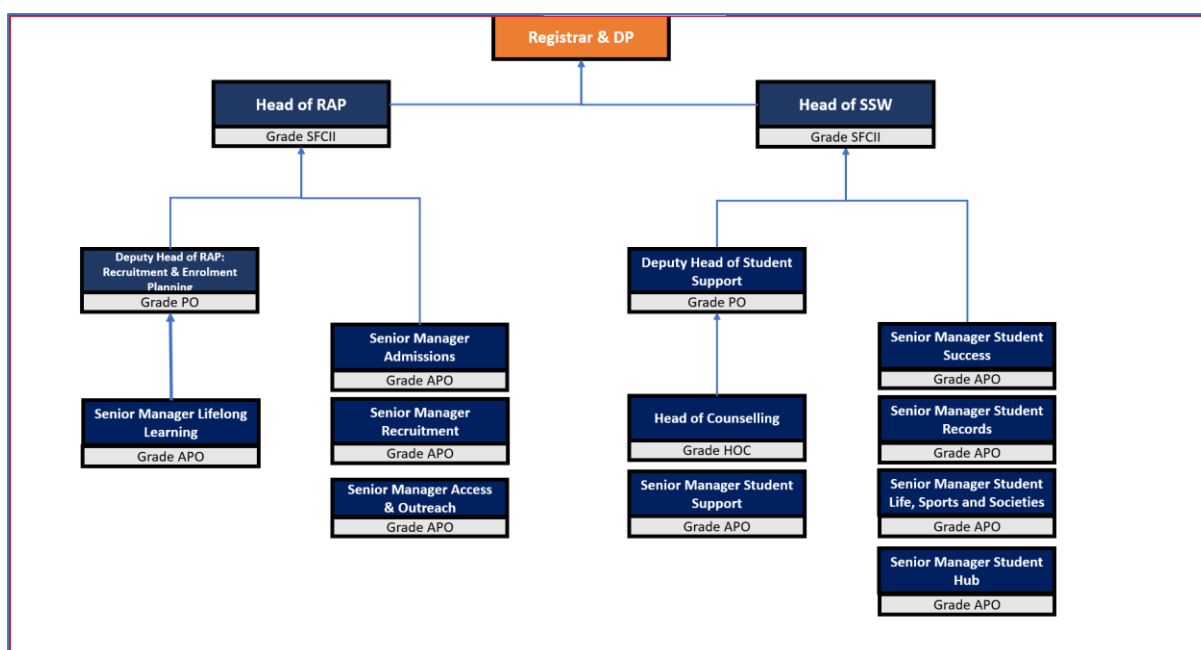 Registrar & DP
Head of RAP
Grade SFCII
Head of SSW
Grade SFCII
Deputy Head of RAP:
Recruitment & Enrolment
Planning
Grade PO
Senior Manager Lifelong
Learning
Grade APO
Senior Manager
Admissions
Grade APO
Senior Manager
Recruitment
Grade APO
Senior Manager Access
& Outreach
Grade APO
Deputy Head of Student
Support
Grade PO
Head of Counselling
Grade HOC
Senior Manager Student
Support
Grade APO
Senior Manager Student
Success
Grade APO
Senior Manager Student
Records
Grade APO
Senior Manager Student
Life, Sports and Societies
Grade APO
Senior Manager Student
Hub
Grade APO